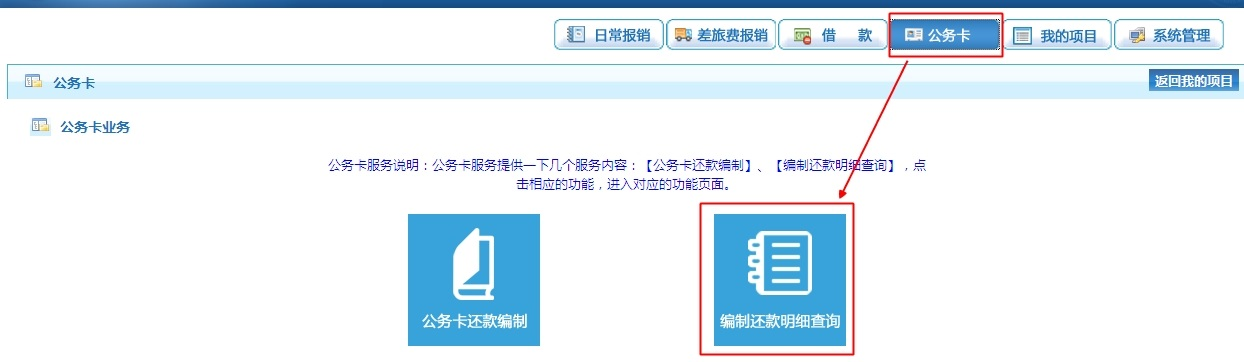 日常报销 差旅费报销 借 款 公务卡 我的项目 系统管理
公务卡 返回我的项目
公务卡业务
公务卡服务说明：公务卡服务提供一下几个服务内容：【公务卡还款编制】、【编制还款明细查询】，点
击相应的功能，进入对应的功能页面。
公务卡还款编制 编制还款明细查询